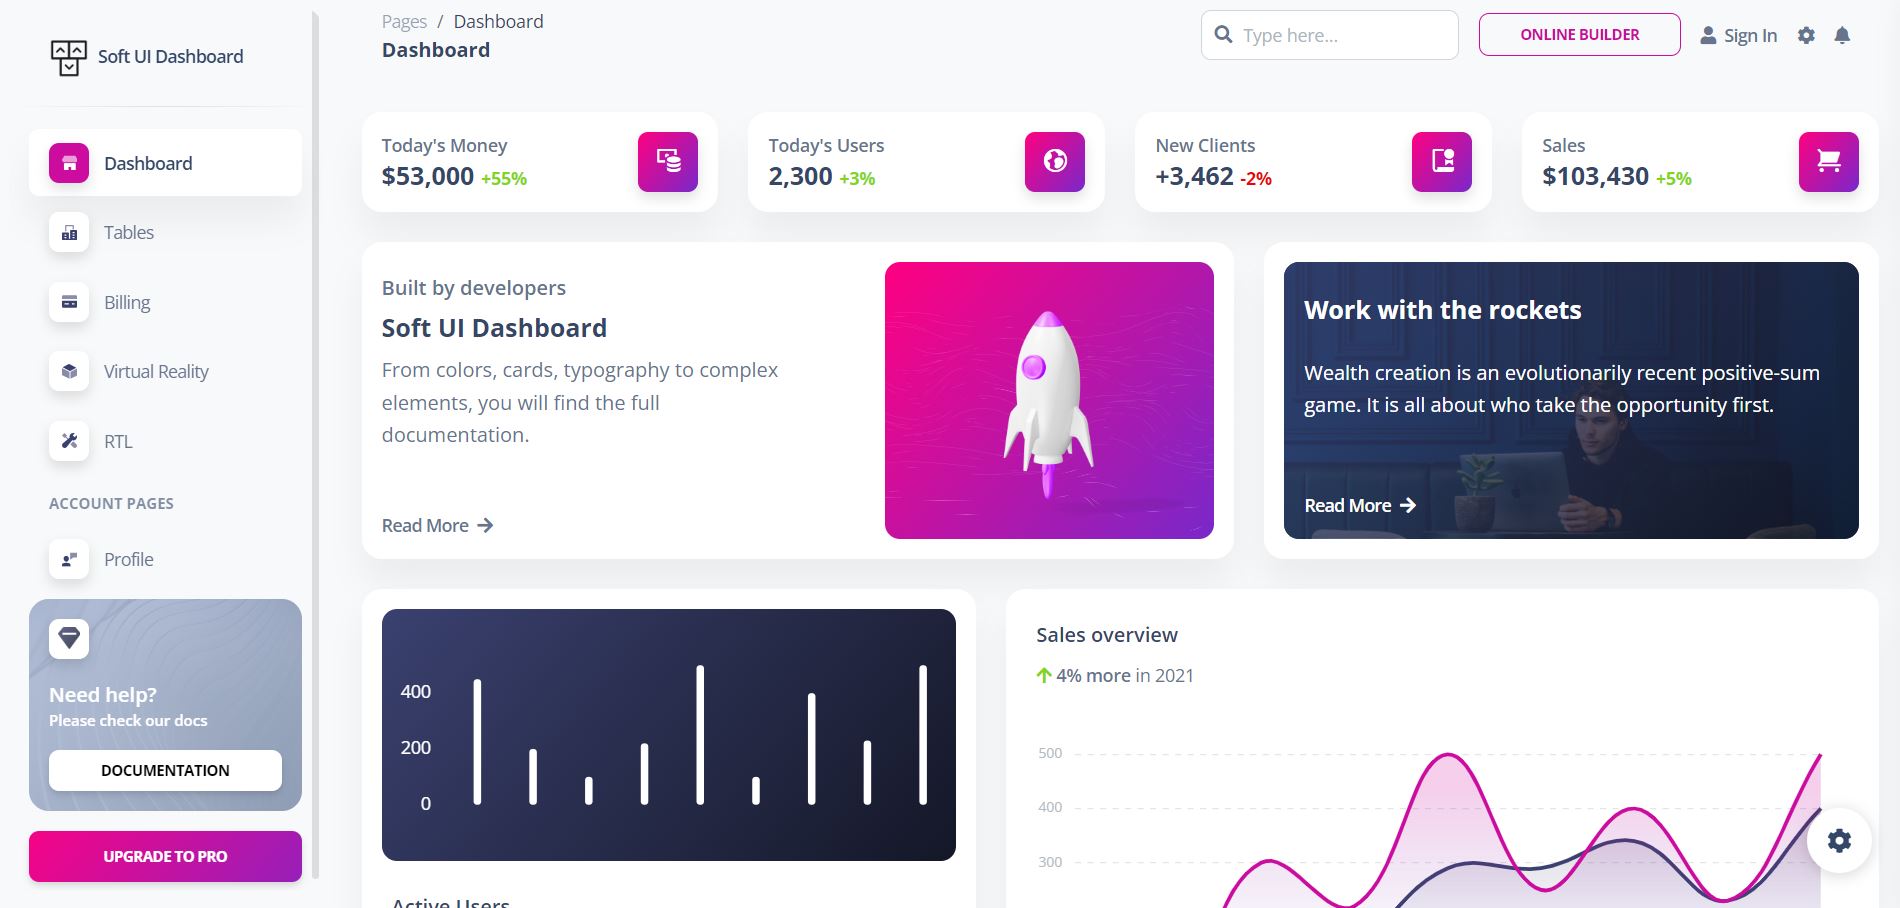 Soft UI Dashboard
Dashboard
Tables
Billing
Virtual Reality
RTL
ACCOUNT PAGES
Profile
Need help?
Please check our docs
DOCUMENTATION
UPGRADE TO PRO
Pages / Dashboard
Dashboard
Type here...
ONLINE BUILDER
Sign In
Today's Money
$53,000 +55%
Today's Users
2,300 +3%
New Clients
+3,462 -2%
Sales
$103,430 +5%
Built by developers
Soft UI Dashboard
From colors, cards, typography to complex
elements, you will find the full
documentation.
Read More
Work with the rockets
Wealth creation is an evolutionarily recent positive-sum
game. It is all about who take the opportunity first.
Read More
400
200
0
Active Users
Sales overview
4% more in 2021
500
400
300